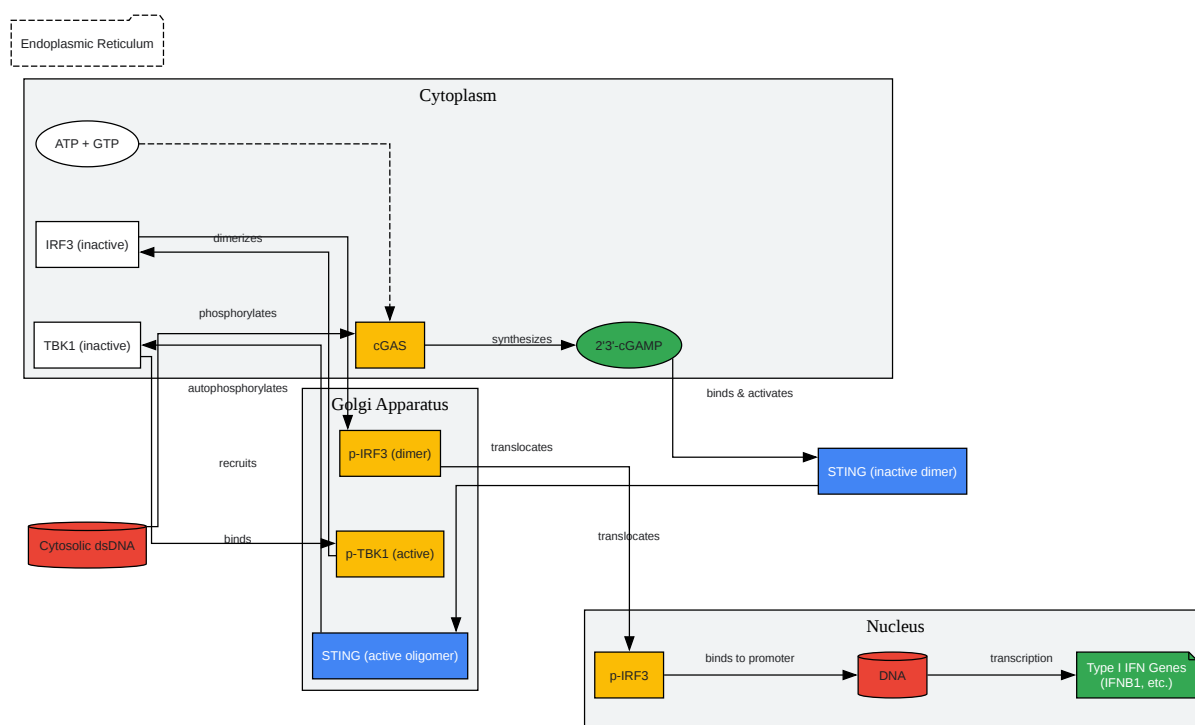 Endoplasmic Reticulum
Cytoplasm
ATP + GTP
IRF3 (inactive)
dimerizes
phosphorylates
TBK1 (inactive)
cGAS
synthesizes
2'3'-cGAMP
autophosphorylates
binds & activates
Golgi Apparatus
p-IRF3 (dimer)
translocates
recruits
STING (inactive dimer)
Cytosolic dsDNA
binds
p-TBK1 (active)
translocates
Nucleus
STING (active oligomer)
p-IRF3
binds to promoter
DNA
transcription
Type I IFN Genes
(IFNB1, etc.)